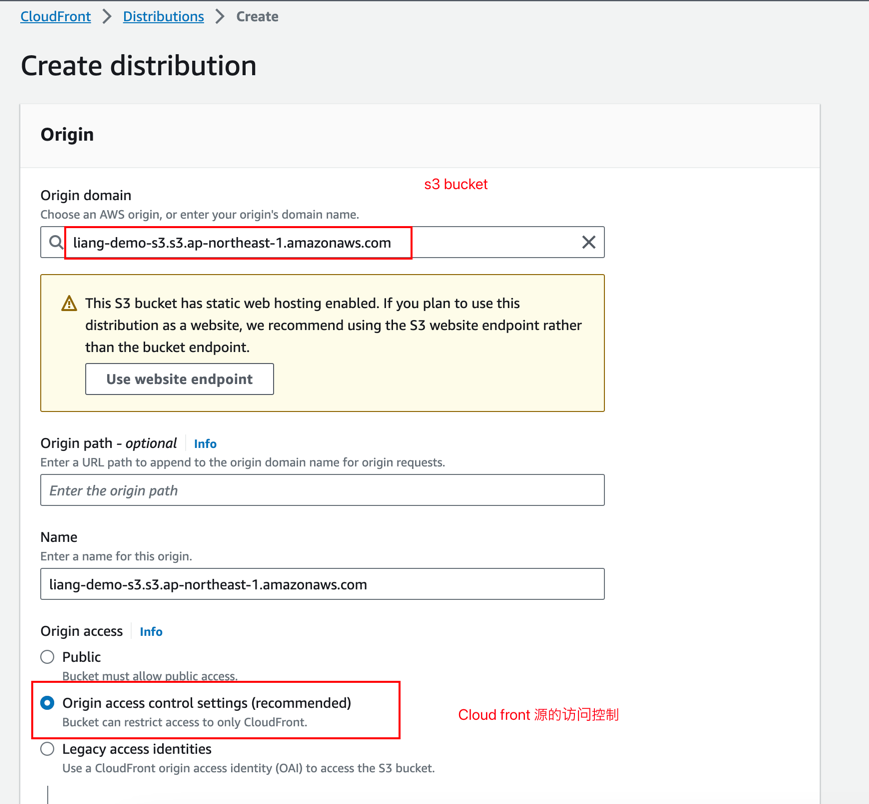 CloudFront > Distributions > Create
Create distribution
Origin
s3 bucket
Origin domain
Choose an AWS origin, or enter your origin's domain name.
liang-demo-s3.s3.ap-northeast-1.amazonaws.com
This S3 bucket has static web hosting enabled. If you plan to use this
distribution as a website, we recommend using the S3 website endpoint rather
than the bucket endpoint.
Use website endpoint
Origin path - optional Info
Enter a URL path to append to the origin domain name for origin requests.
Enter the origin path
Name
Enter a name for this origin.
liang-demo-s3.s3.ap-northeast-1.amazonaws.com
Origin access Info
Public
Bucket must allow public access.
Origin access control settings (recommended)
Bucket can restrict access to only CloudFront.
Cloud front 源的访问控制
Legacy access identities
Use a CloudFront origin access identity (OAI) to access the S3 bucket.